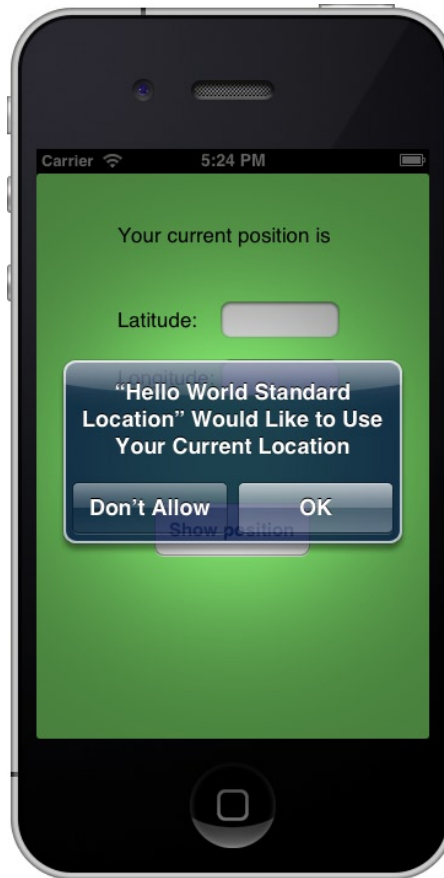 Carrier 5:24 PM
Your current position is
Latitude:
Longitude:
“Hello World Standard
Location” Would Like to Use
Your Current Location
Don’t Allow OK
Show position